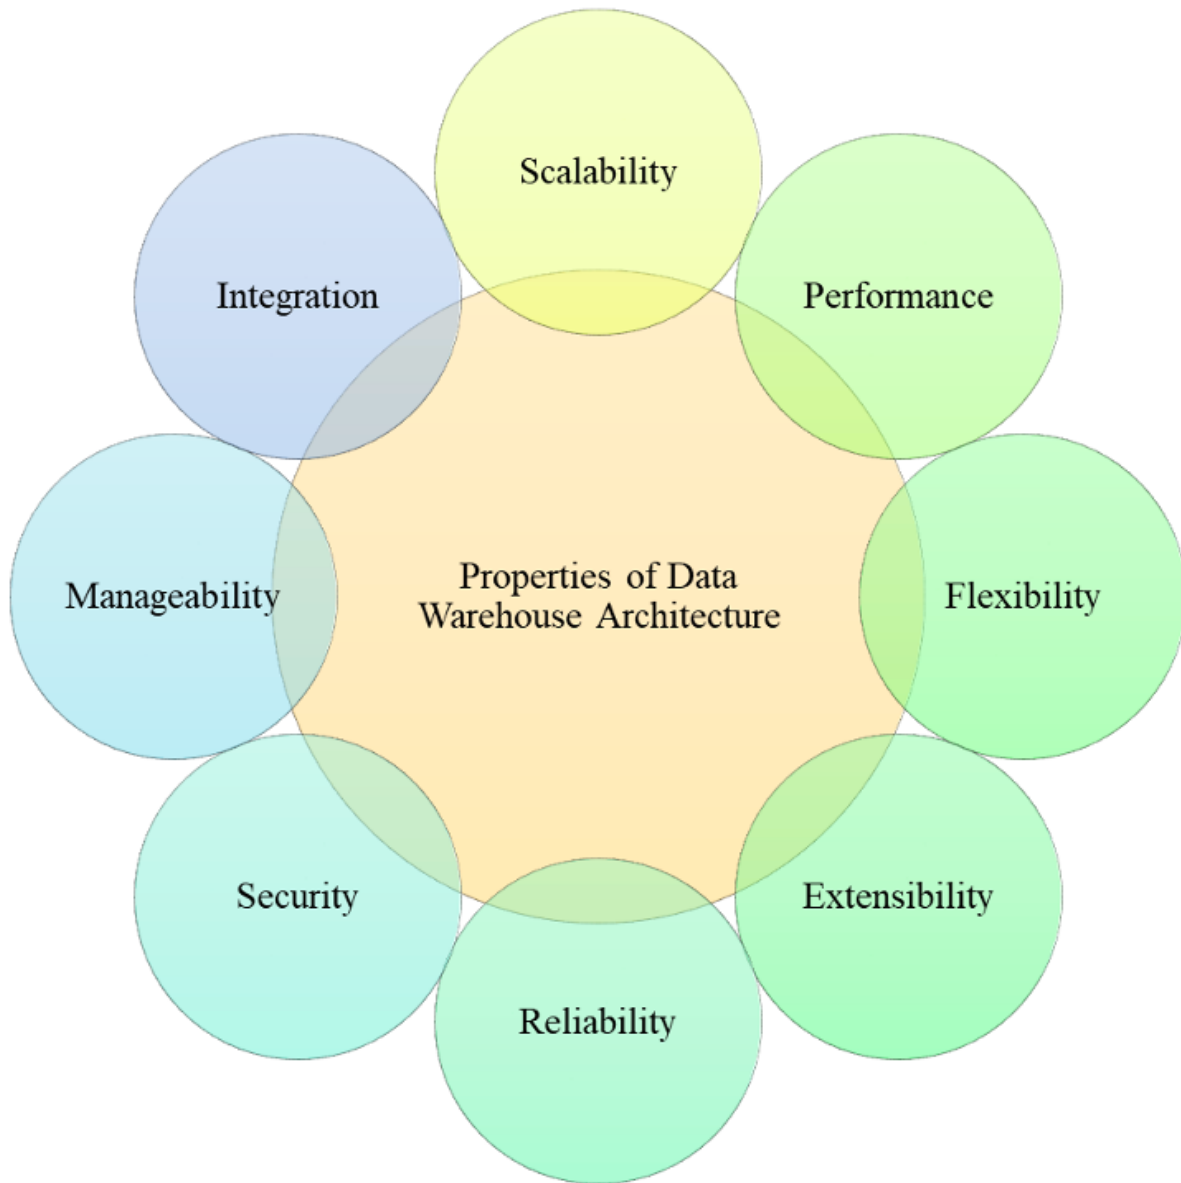 Scalability
Integration
Performance
Properties of Data
Warehouse Architecture
Manageability
Flexibility
Security
Extensibility
Reliability